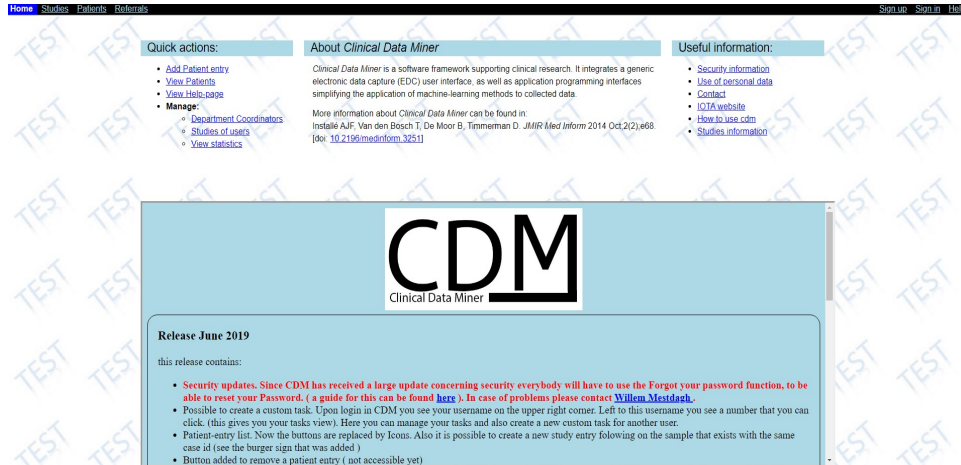 Home Studies Patients Referrals Sign up Sign in Hel
Quick actions:
• Add Patient entry
• View Patients
• View Help-page
• Manage:
◦ Department Coordinators
◦ Studies of users
◦ View statistics
About Clinical Data Miner
Clinical Data Miner is a software framework supporting clinical research. It integrates a generic
electronic data capture (EDC) user interface, as well as application programming interfaces
simplifying the application of machine-learning methods to collected data.
More information about Clinical Data Miner can be found in:
Installé AJF, Van den Bosch T, De Moor B, Timmerman D. JMIR Med Inform 2014 Oct;2(2);e68.
[doi: 10.2196/medinform.3251]
Useful information:
• Security information
• Use of personal data
• Contact
• IOTA website
• How to use cdm
• Studies information
TEST
CDM
Clinical Data Miner
Release June 2019
this release contains:
• Security updates. Since CDM has received a large update concerning security everybody will have to use the Forgot your password function, to be
able to reset your Password. ( a guide for this can be found here ). In case of problems please contact Willem Mestdagh .
• Possible to create a custom task. Upon login in CDM you see your username on the upper right corner. Left to this username you see a number that you can
click. (this gives you your tasks view). Here you can manage your tasks and also create a new custom task for another user.
• Patient-entry list. Now the buttons are replaced by Icons. Also it is possible to create a new study entry folowing on the sample that exists with the same
case id (see the burger sign that was added )
• Button added to remove a patient entry ( not accessible yet)